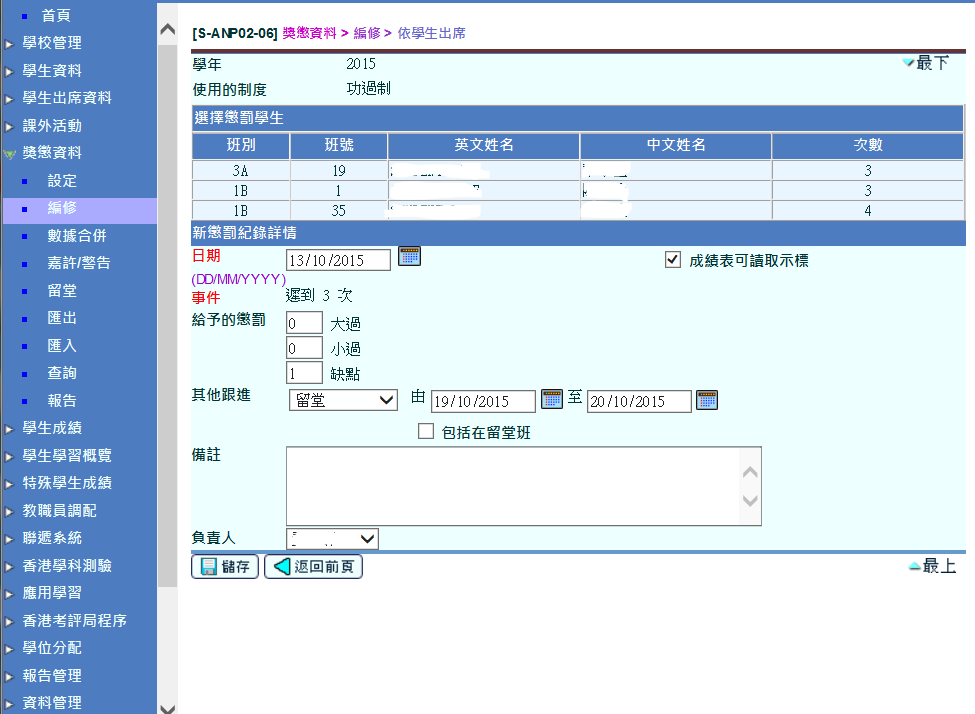 首頁
學校管理
學生資料
學生出席資料
課外活動
獎懲資料
設定
編修
數據合併
嘉許/警告
留堂
匯出
匯入
查詢
報告
學生成績
學生學習概覽
特殊學生成績
教職員調配
聯遞系統
香港學科測驗
應用學習
香港考評局程序
學位分配
報告管理
資料管理
[S-ANP02-06] 獎懲資料 > 編修 > 依學生出席
學年 2015 最下
使用的制度 功過制
選擇懲罰學生
班別 班號 英文姓名 中文姓名 次數
3A 19 3
1B 1 3
1B 35 4
新懲罰紀錄詳情
日期 13/10/2015 成績表可讀取示標
(DD/MM/YYYY)
事件 遲到 3 次
給予的懲罰 0 大過
0 小過
1 缺點
其他跟進 留堂 由 19/10/2015 至 20/10/2015
包括在留堂班
備註
負責人
儲存 返回前頁 最上